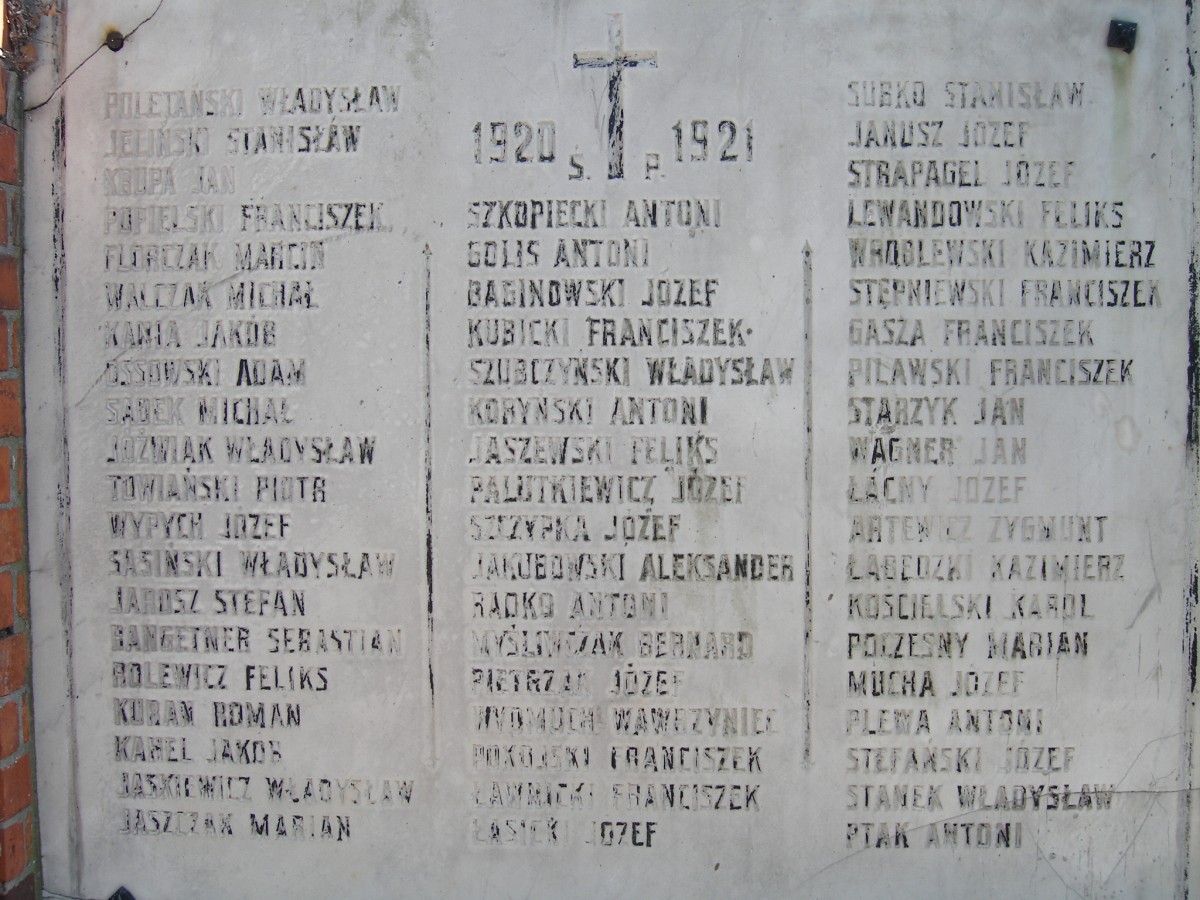 POLETAŃSKI WŁADYSŁAW
JELIŃSKI STANISŁAW
KRUPA JAN
POPIELSKI FRANCISZEK
FLORCZAK MARCIN
WALCZAK MICHAŁ
KANIA JAKÓB
OSSOWSKI ADAM
SADEK MICHAŁ
JÓŹWIAK WŁADYSŁAW
TOWIAŃSKI PIOTR
WYPYCH JÓZEF
SASIŃSKI WŁADYSŁAW
JAROSZ STEFAN
BANGETNER SEBASTIAN
ROLEWICZ FELIKS
KURAN ROMAN
JAKÓB
JAŚKIEWICZ WŁADYSŁAW
JASZCZAK MARIAN
1920 Ś. P. 1921
SZKOPIECKI ANTONI
GOLIS ANTONI
BABINOWSKI JÓZEF
KUBICKI FRANCISZEK
SZUBCZYŃSKI WŁADYSŁAW
KORYŃSKI ANTONI
JASZEWSKI FELIKS
PALUTKIEWICZ JÓZEF
SZCZYPKA JÓZEF
JAKUBOWSKI ALEKSANDER
RADKO ANTONI
MYŚLIWCZAK BERNARD
PIETRZAK JÓZEF
WYDMUCH WAWRZYNIEC
POKOJSKI FRANCISZEK
ŁAWNICKI FRANCISZEK
ŁASICKI JÓZEF
SUBKO STANISŁAW
JANUSZ JÓZEF
STRAPAGEL JÓZEF
LEWANDOWSKI FELIKS
WRÓBLEWSKI KAZIMIERZ
STĘPNIEWSKI FRANCISZEK
GASZA FRANCISZEK
PIŁAWSKI FRANCISZEK
STARZYK JAN
WAGNER JAN
ŁĄCNY JÓZEF
ARTEWICZ ZYGMUNT
ŁABĘDZKI KAZIMIERZ
KOŚCIELSKI KAROL
POCZESNY MARIAN
MUCHA JÓZEF
PLEWA ANTONI
STEFAŃSKI JÓZEF
STANEK WŁADYSŁAW
PTAK ANTONI